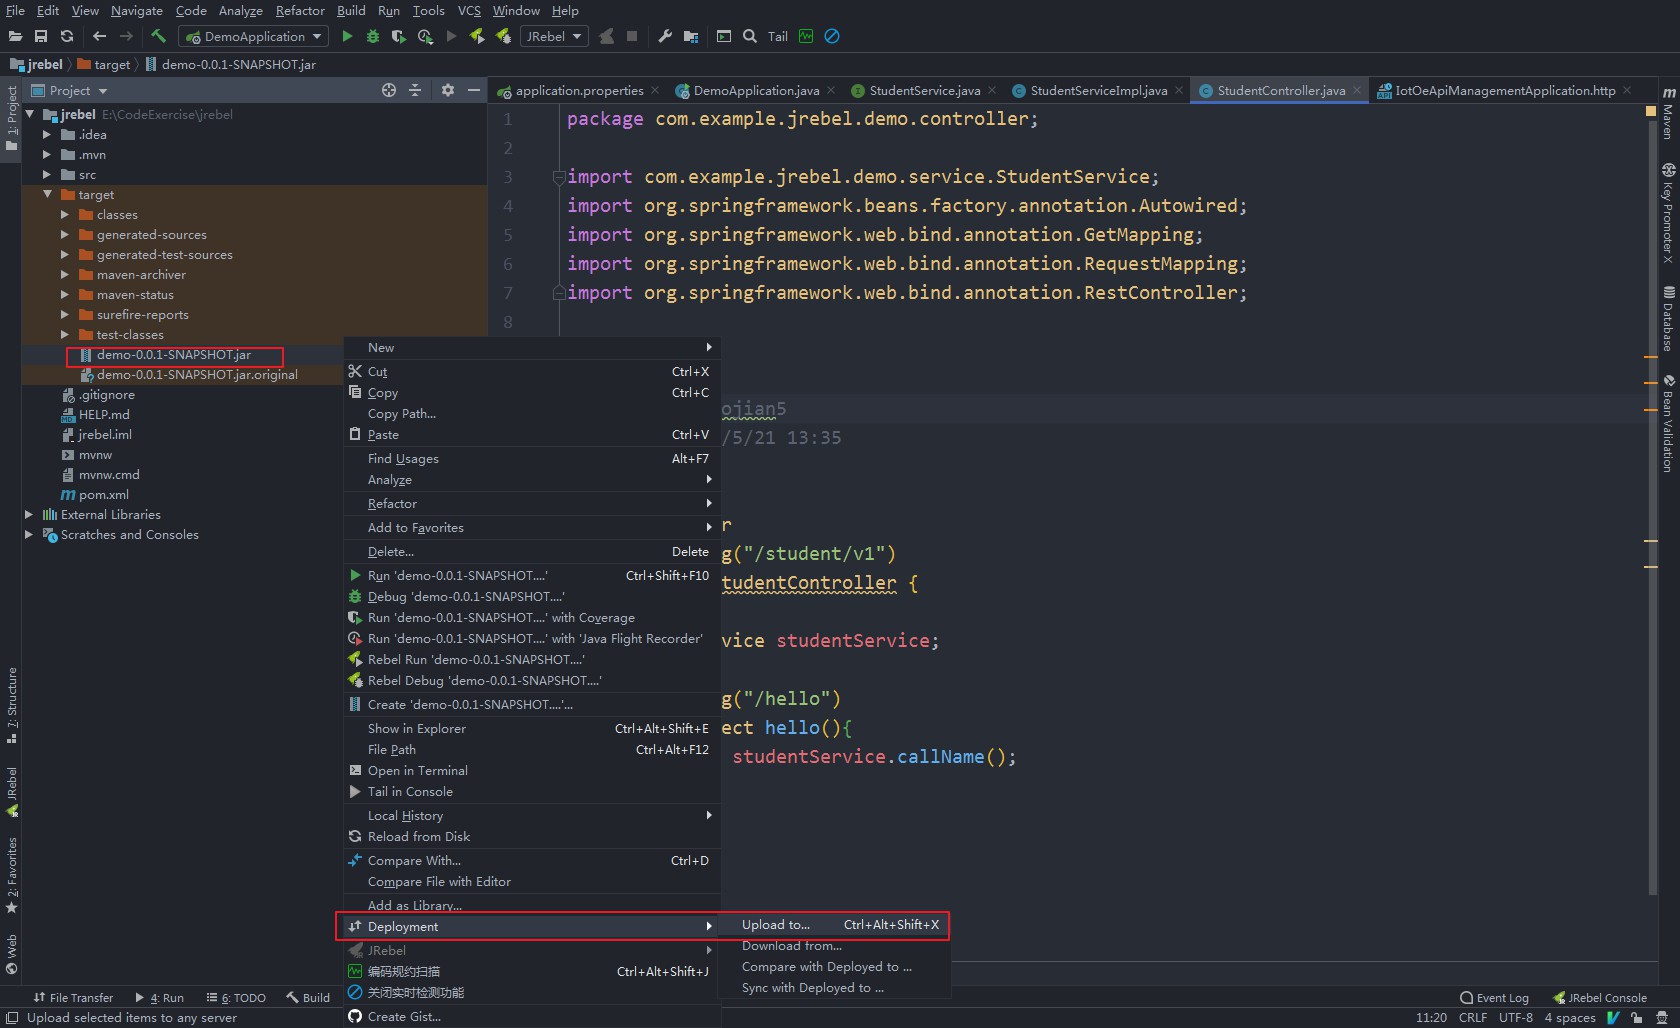 File Edit View Navigate Code Analyze Refactor Build Run Tools VCS Window Help
DemoApplication JRebel Tail
jrebel target demo-0.0.1-SNAPSHOT.jar
Project
application.properties DemoApplication.java StudentService.java StudentServiceImpl.java StudentController.java IotOeApiManagementApplication.http
1: Project
7: Structure
JRebel
2: Favorites
Web
jrebel E:\CodeExercise\jrebel
.idea
.mvn
src
target
classes
generated-sources
generated-test-sources
maven-archiver
maven-status
surefire-reports
test-classes
demo-0.0.1-SNAPSHOT.jar
demo-0.0.1-SNAPSHOT.jar.original
.gitignore
HELP.md
jrebel.iml
mvnw
mvnw.cmd
pom.xml
External Libraries
Scratches and Consoles
1 package com.example.jrebel.demo.controller;
2
3 import com.example.jrebel.demo.service.StudentService;
4 import org.springframework.beans.factory.annotation.Autowired;
5 import org.springframework.web.bind.annotation.GetMapping;
6 import org.springframework.web.bind.annotation.RequestMapping;
7 import org.springframework.web.bind.annotation.RestController;
8
ojian5
/5/21 13:35
r
g("/student/v1")
tudentController {
vice studentService;
g("/hello")
ect hello(){
studentService.callName();
New
Cut Ctrl+X
Copy Ctrl+C
Copy Path...
Paste Ctrl+V
Find Usages Alt+F7
Analyze
Refactor
Add to Favorites
Delete... Delete
Run 'demo-0.0.1-SNAPSHOT....' Ctrl+Shift+F10
Debug 'demo-0.0.1-SNAPSHOT....'
Run 'demo-0.0.1-SNAPSHOT....' with Coverage
Run 'demo-0.0.1-SNAPSHOT....' with 'Java Flight Recorder'
Rebel Run 'demo-0.0.1-SNAPSHOT....'
Rebel Debug 'demo-0.0.1-SNAPSHOT....'
Create 'demo-0.0.1-SNAPSHOT....'...
Show in Explorer Ctrl+Alt+Shift+E
File Path Ctrl+Alt+F12
Open in Terminal
Tail in Console
Local History
Reload from Disk
Compare With... Ctrl+D
Compare File with Editor
Add as Library...
Deployment
JRebel
编码规约扫描 Ctrl+Alt+Shift+J
关闭实时检测功能
Create Gist...
Upload to... Ctrl+Alt+Shift+X
Download from...
Compare with Deployed to ...
Sync with Deployed to ...
Maven
Key Promoter X
Database
Bean Validation
File Transfer 4: Run 6: TODO Build Event Log JRebel Console
Upload selected items to any server 11:20 CRLF UTF-8 4 spaces